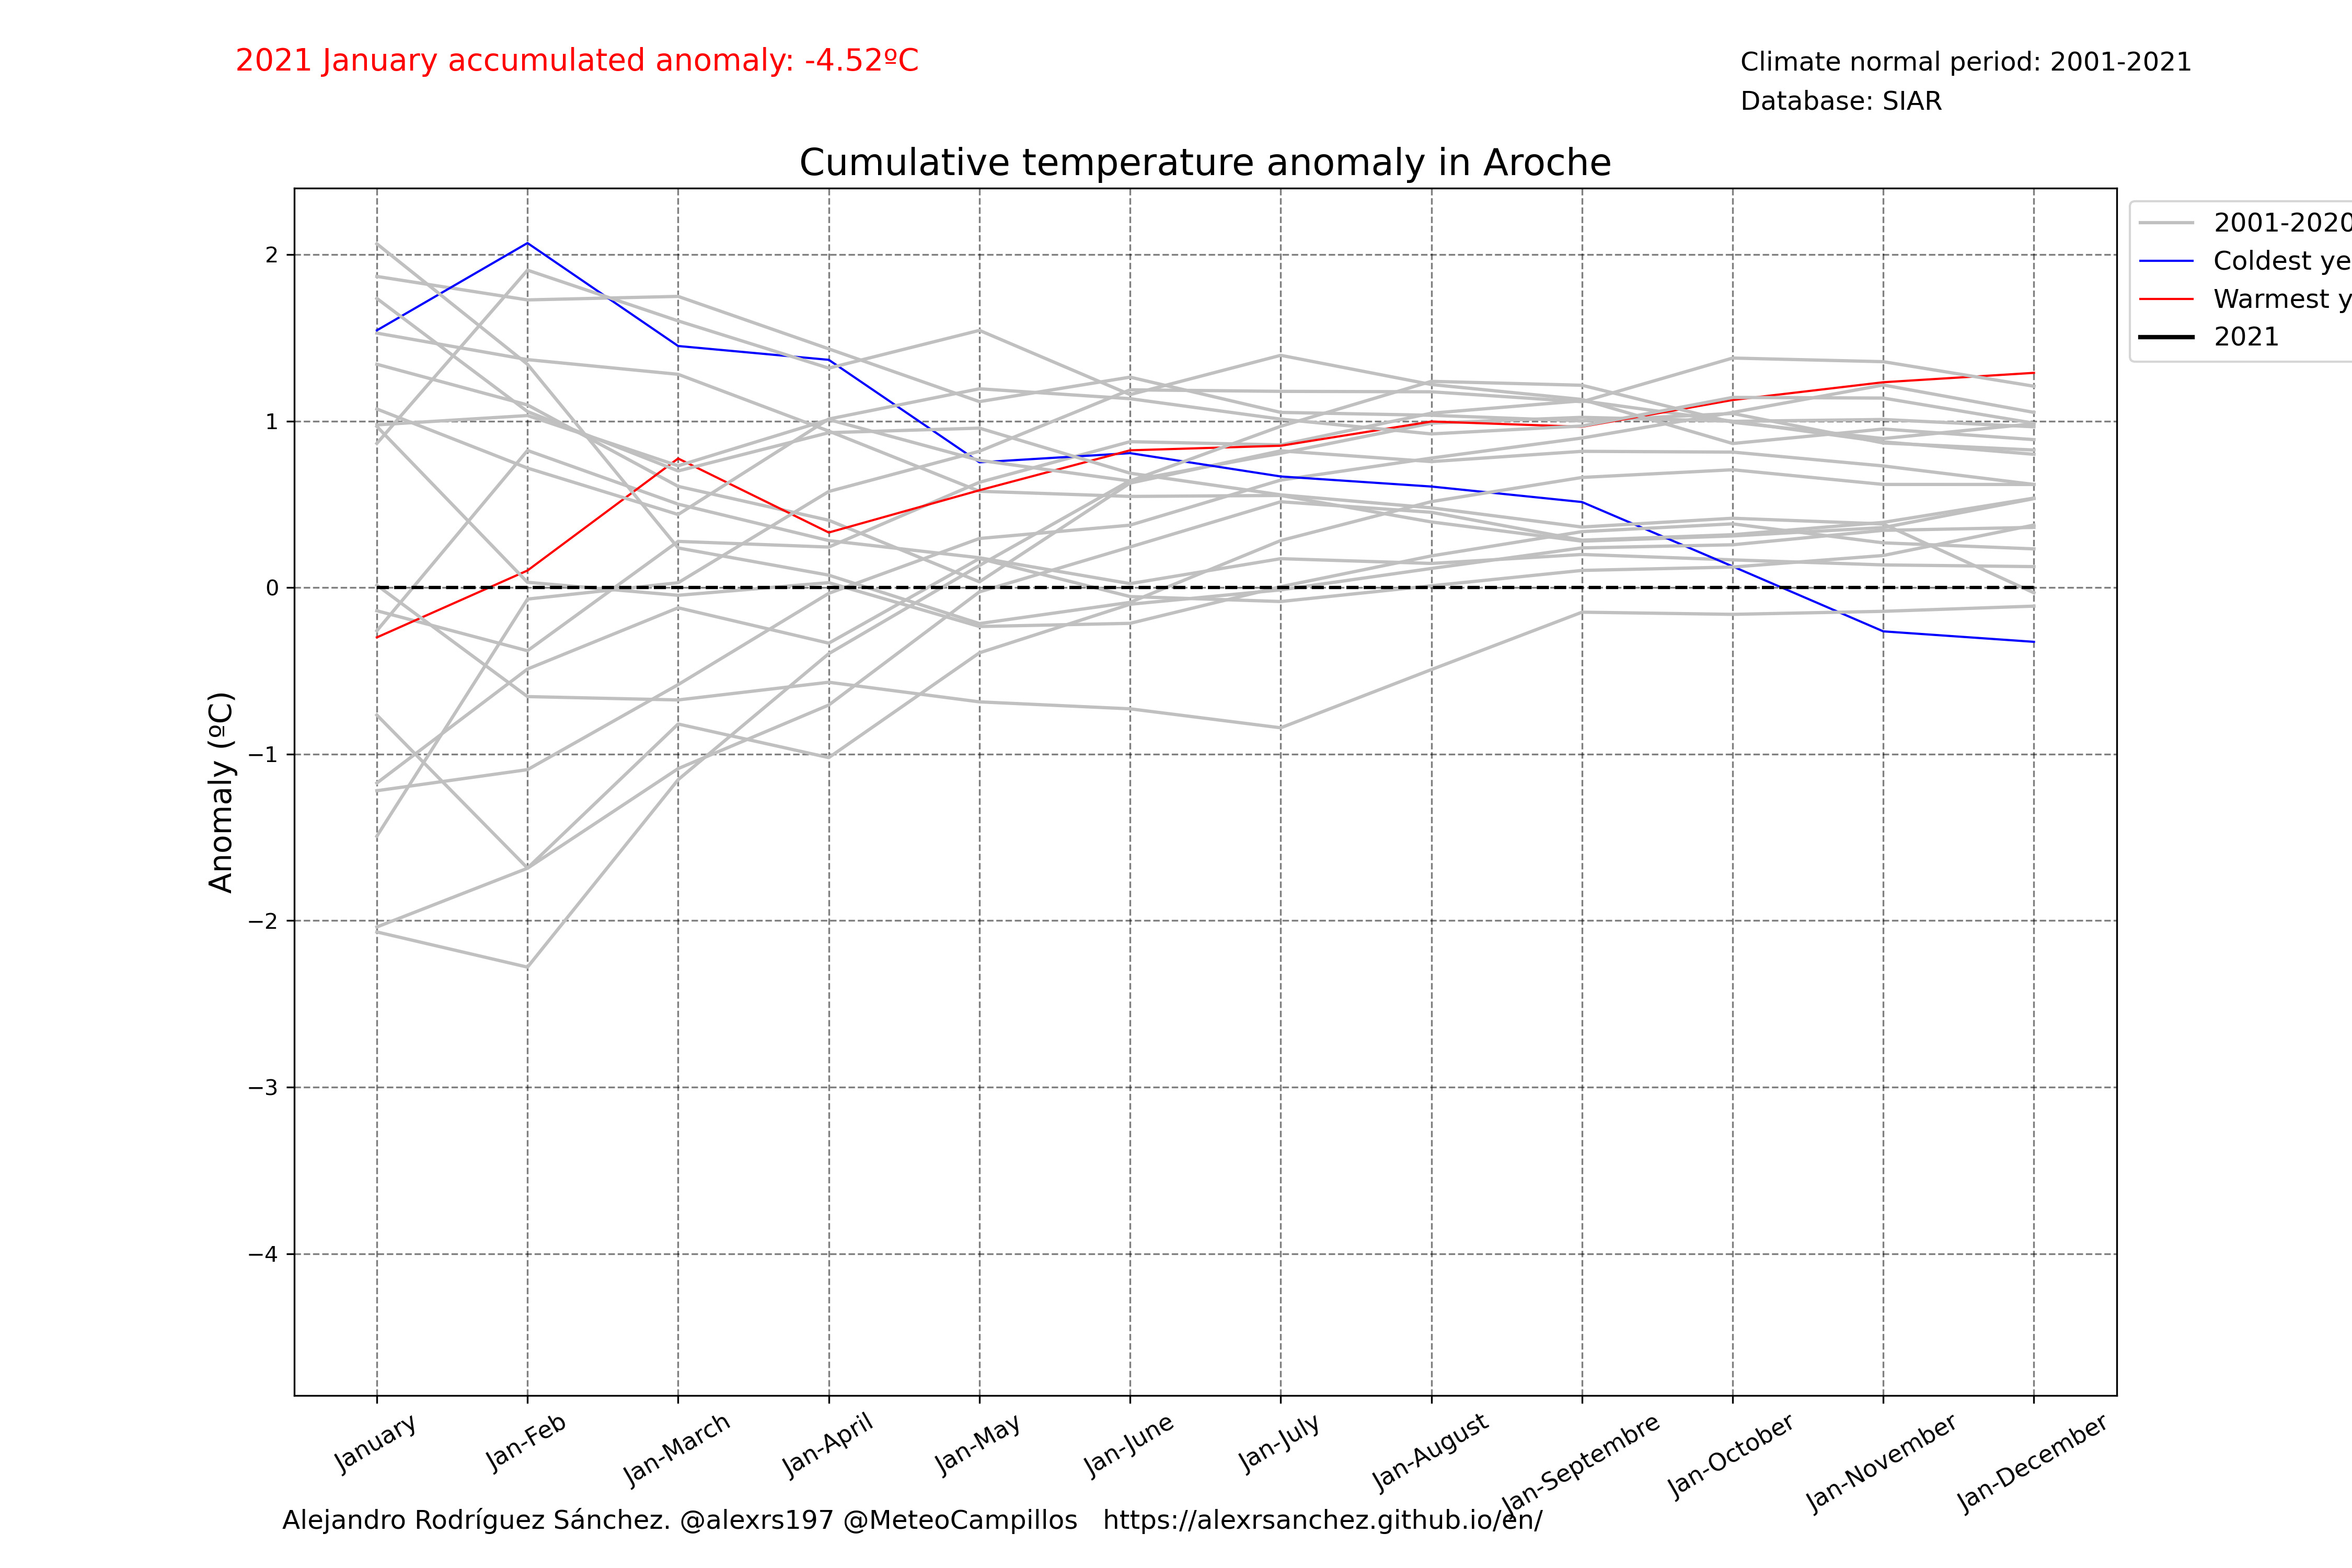 2021 January accumulated anomaly: -4.52ºC
Climate normal period: 2001-2021
Database: SIAR
Cumulative temperature anomaly in Aroche
2001-2020
Coldest
Warmest
2021
Anomaly (ºC)
2
1
0
−1
−2
−3
−4
January
Jan-Feb
Jan-March
Jan-April
Jan-May
Jan-June
Jan-July
Jan-August
Jan-Septembre
Jan-October
Jan-November
Jan-December
Alejandro Rodríguez Sánchez. @alexrs197 @MeteoCampillos https://alexrsanchez.github.io/en/